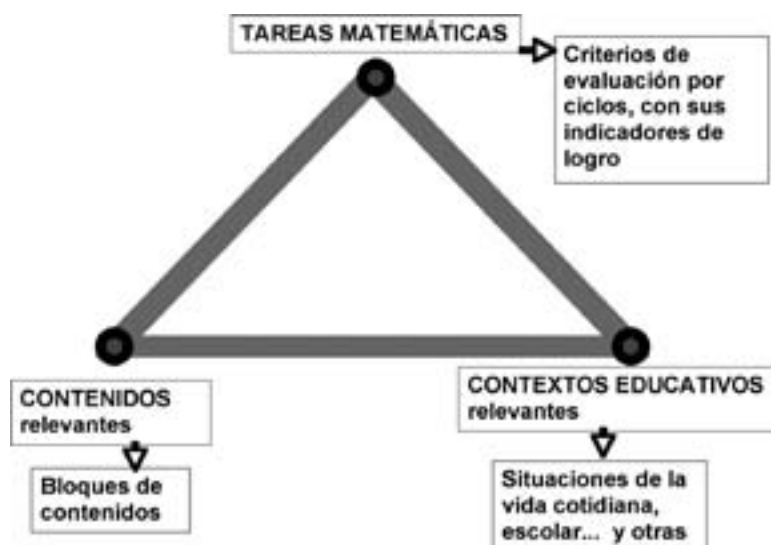 TAREAS MATEMÁTICAS
Criterios de
evaluación por
ciclos, con sus
indicadores de
logro
CONTENIDOS
relevantes
Bloques de
contenidos
CONTEXTOS EDUCATIVOS
relevantes
Situaciones de la
vida cotidiana,
escolar... y otras